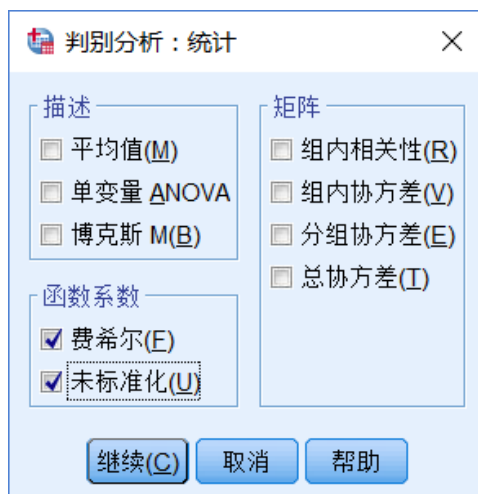 判别分析：统计
描述
平均值(M)
单变量 ANOVA
博克斯 M(B)
函数系数
费希尔(F)
未标准化(U)
矩阵
组内相关性(R)
组内协方差(V)
分组协方差(E)
总协方差(T)
继续(C)
取消
帮助